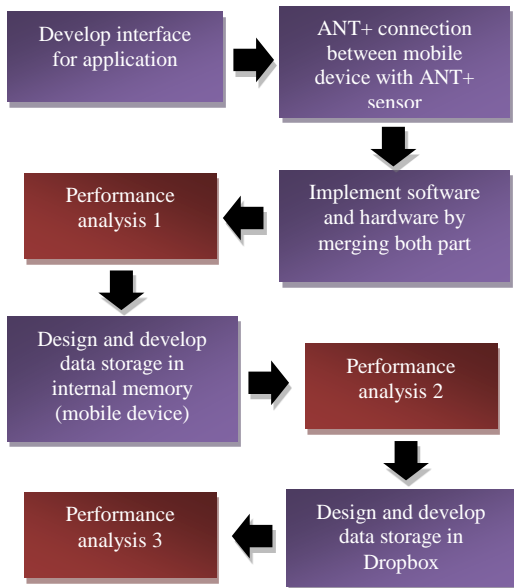 Develop interface
for application
ANT+ connection
between mobile
device with ANT+
sensor
Implement software
and hardware by
merging both part
Performance
analysis 1
Design and develop
data storage in
internal memory
(mobile device)
Performance
analysis 2
Design and develop
data storage in
Dropbox
Performance
analysis 3